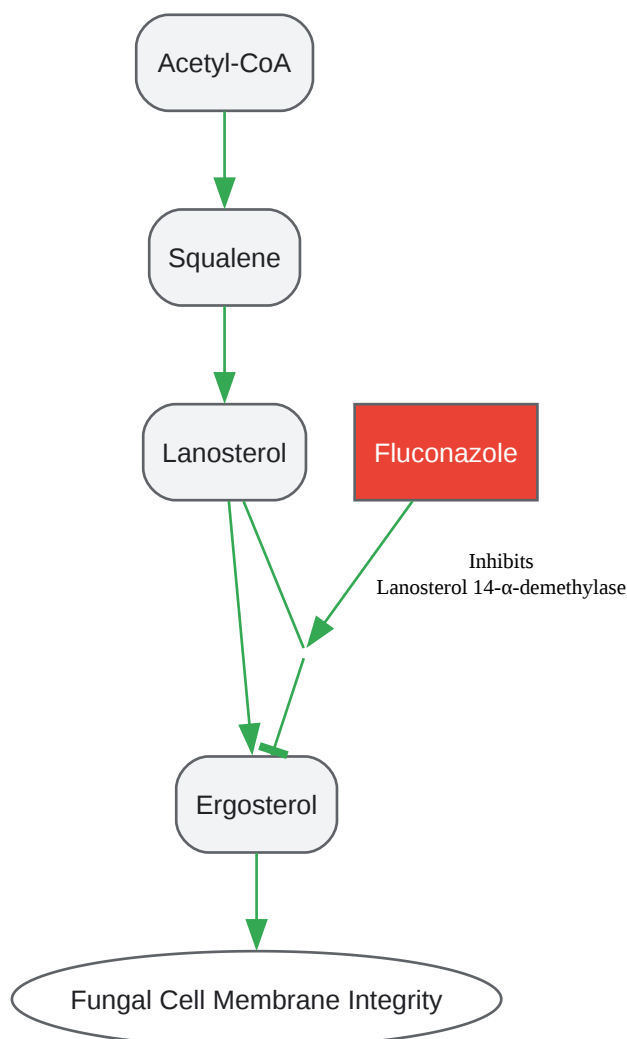 Acetyl-CoA
Squalene
Lanosterol
Fluconazole
Inhibits
Lanosterol 14-α-demethylase
Ergosterol
Fungal Cell Membrane Integrity